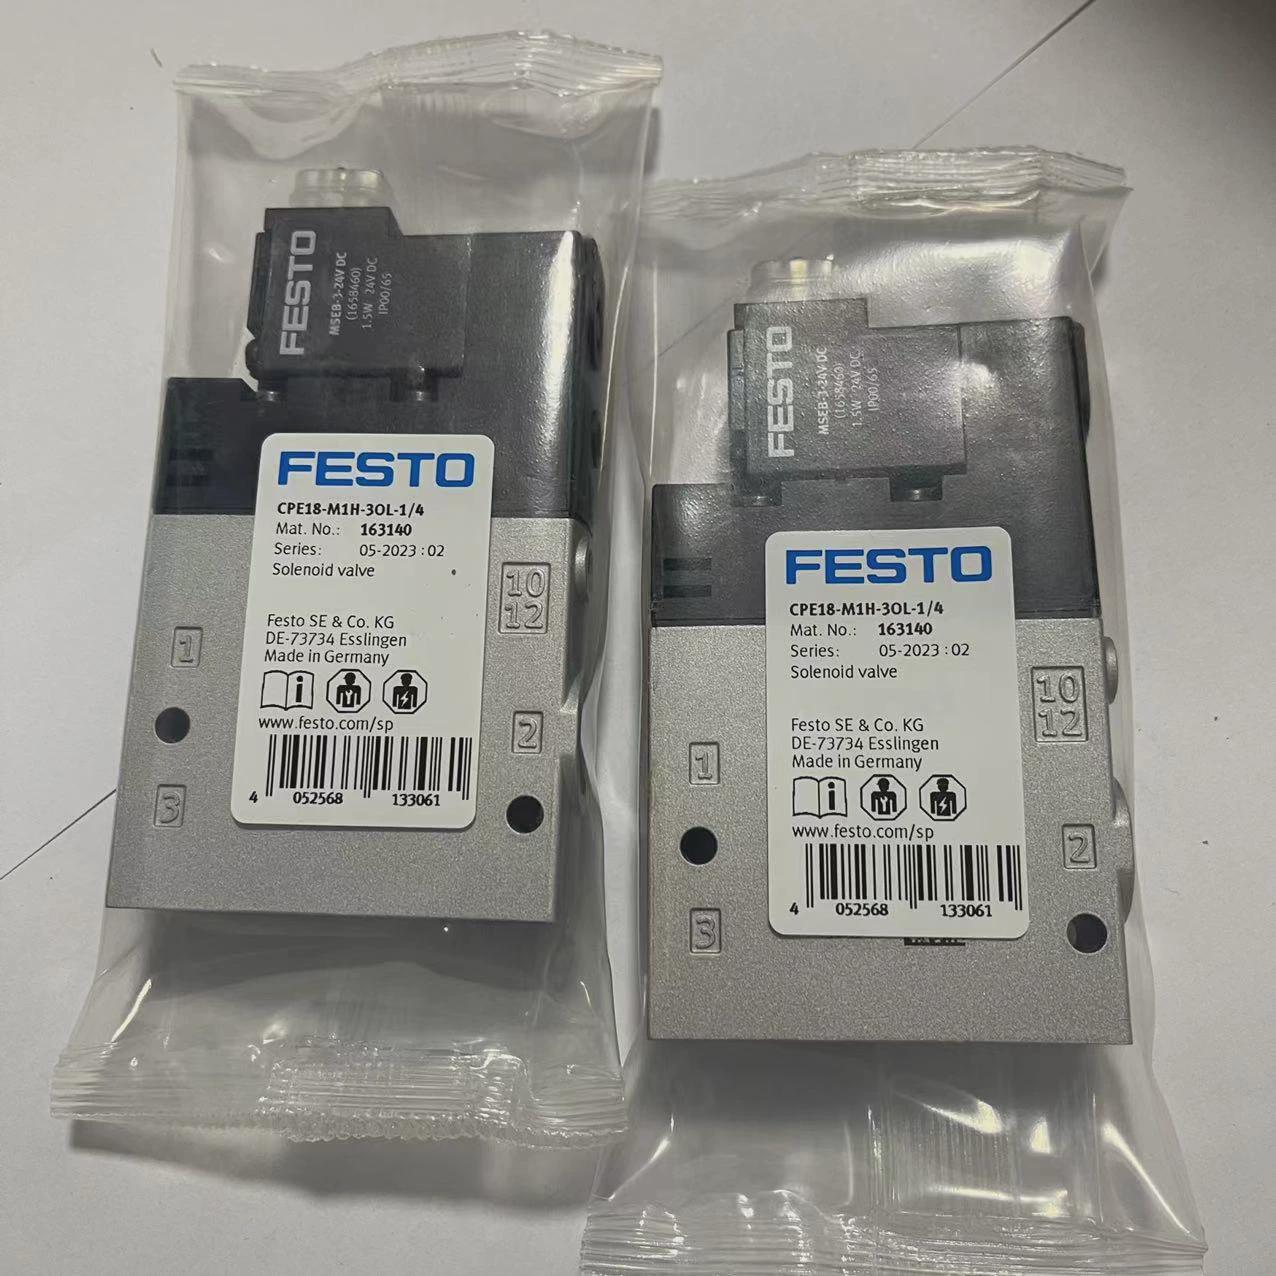 FESTO
MSEB-3-24V DC
(1658460)
1.5W 24V DC
IP00/65
FESTO
CPE18-M1H-3OL-1/4
Mat. No.: 163140
Series: 05-2023 : 02
Solenoid valve
Festo SE & Co. KG
DE-73734 Esslingen
Made in Germany
www.festo.com/sp
4 052568 133061
10
12
1
2
3
FESTO
MSEB-3-24V DC
(1658460)
1.5W 24V DC
IP00/65
FESTO
CPE18-M1H-3OL-1/4
Mat. No.: 163140
Series: 05-2023 : 02
Solenoid valve
Festo SE & Co. KG
DE-73734 Esslingen
Made in Germany
www.festo.com/sp
4 052568 133061
10
12
1
2
3